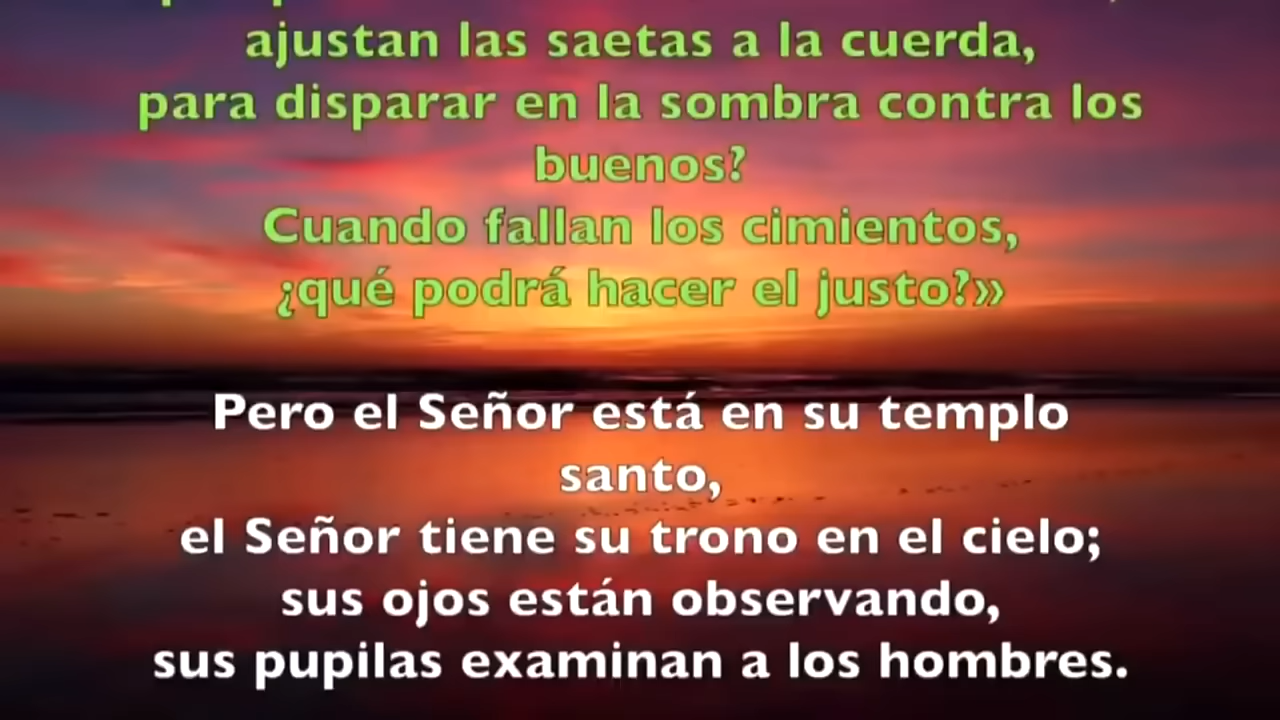 ajustan las saetas a la cuerda,
para disparar en la sombra contra los
buenos?
Cuando fallan los cimientos,
¿qué podrá hacer el justo?»
Pero el Señor está en su templo
santo,
el Señor tiene su trono en el cielo;
sus ojos están observando,
sus pupilas examinan a los hombres.